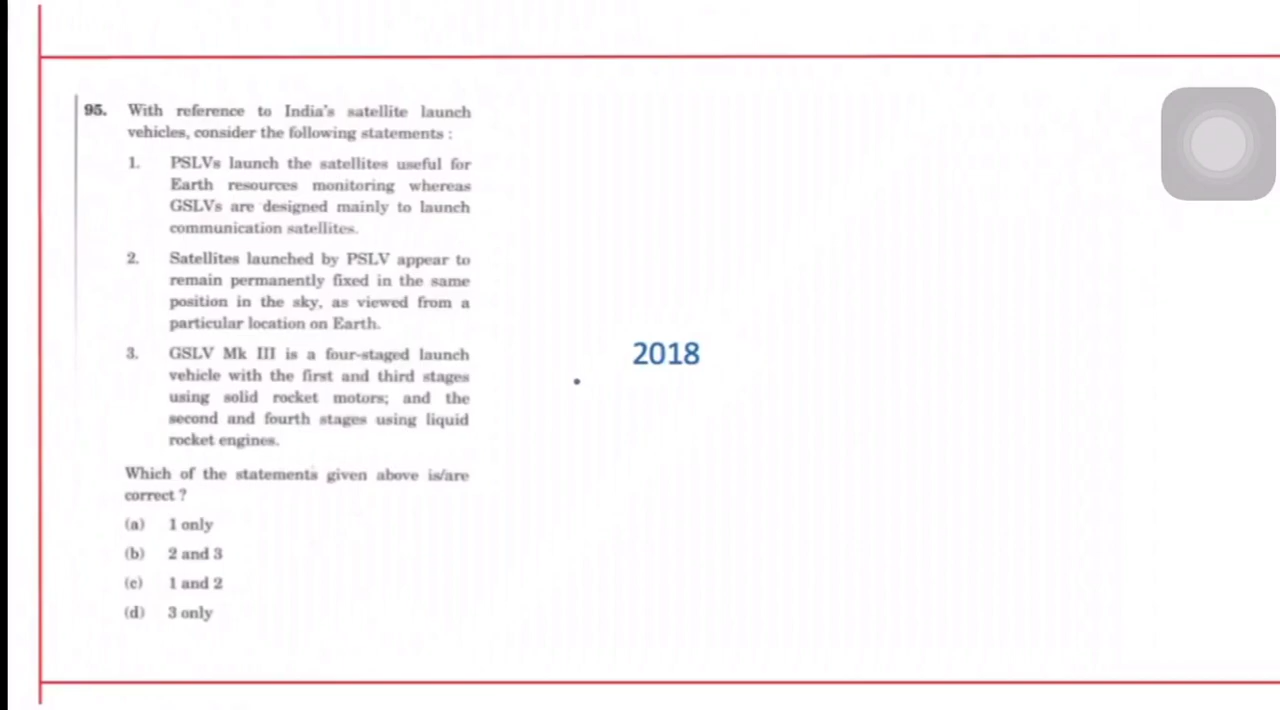 95. With reference to India's satellite launch
vehicles, consider the following statements :
1. PSLVs launch the satellites useful for
Earth resources monitoring whereas
GSLVs are designed mainly to launch
communication satellites.
2. Satellites launched by PSLV appear to
remain permanently fixed in the same
position in the sky, as viewed from a
particular location on Earth.
3. GSLV Mk III is a four-staged launch
vehicle with the first and third stages
using solid rocket motors; and the
second and fourth stages using liquid
rocket engines.
Which of the statements given above is/are
correct ?
(a) 1 only
(b) 2 and 3
(c) 1 and 2
(d) 3 only
2018